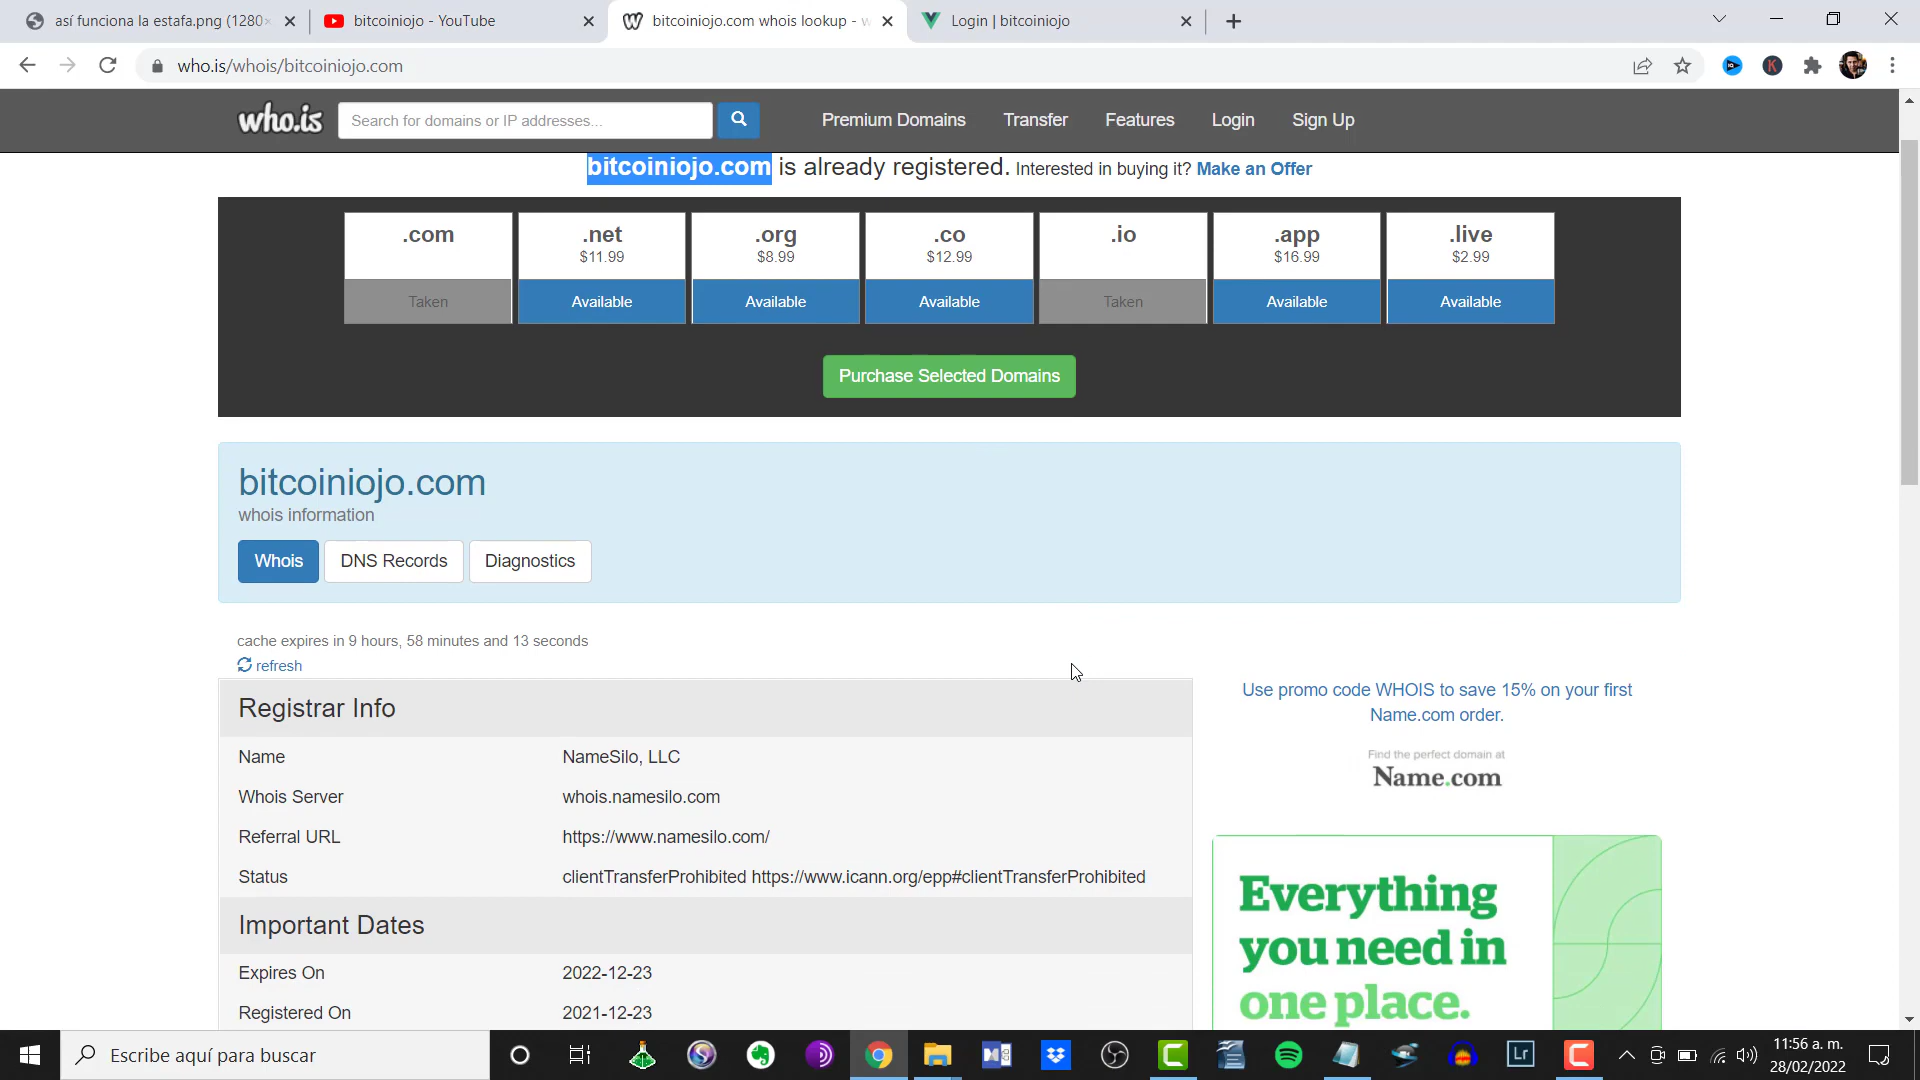 así funciona la estafa.png (1280×
bitcoiniojo - YouTube
bitcoiniojo.com whois lookup - w
Login | bitcoiniojo
who.is/whois/bitcoiniojo.com
K
who.is
Search for domains or IP addresses...
Premium Domains
Transfer
Features
Login
Sign Up
bitcoiniojo.com is already registered. Interested in buying it? Make an Offer
.com
.net
.org
.co
.io
.app
.live
$11.99
$8.99
$12.99
$16.99
$2.99
Taken
Available
Available
Available
Taken
Available
Available
Purchase Selected Domains
bitcoiniojo.com
whois information
Whois
DNS Records
Diagnostics
cache expires in 9 hours, 58 minutes and 13 seconds
refresh
Registrar Info
Name
NameSilo, LLC
Whois Server
whois.namesilo.com
Referral URL
https://www.namesilo.com/
Status
clientTransferProhibited https://www.icann.org/epp#clientTransferProhibited
Important Dates
Expires On
2022-12-23
Registered On
2021-12-23
Use promo code WHOIS to save 15% on your first
Name.com order.
Find the perfect domain at
Name.com
Everything
you need in
one place.
Escribe aquí para buscar
Lr
11:56 a. m.
28/02/2022